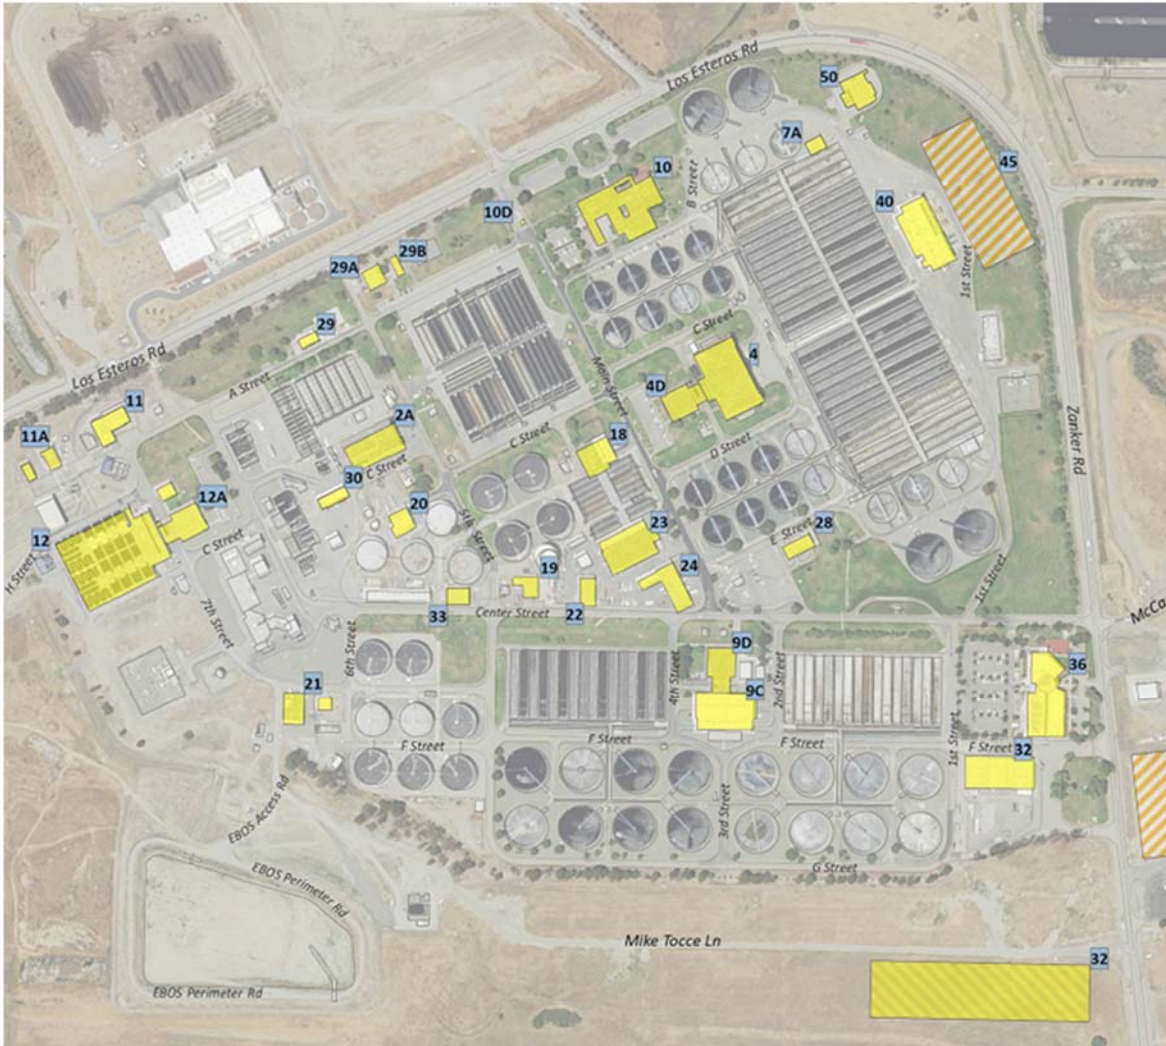 Los Esteros Rd
50
7A
45
10
B Street
40
10D
29B
29A
1st Street
29
C Street
Los Esteros Rd
Main Street
4
A Street
4D
11
2A
Zanker Rd
11A
C Street
18
D Street
C Street
30
12A
20
5th Street
23
E Street
28
12
C Street
H Street
19
24
1st Street
33
Center Street
22
7th Street
6th Street
9D
36
4th Street
2nd Street
9C
21
F Street
F Street
F Street
1st Street
F Street
32
EBOS Access Rd
3rd Street
G Street
EBOS Perimeter Rd
Mike Tocce Ln
32
EBOS Perimeter Rd